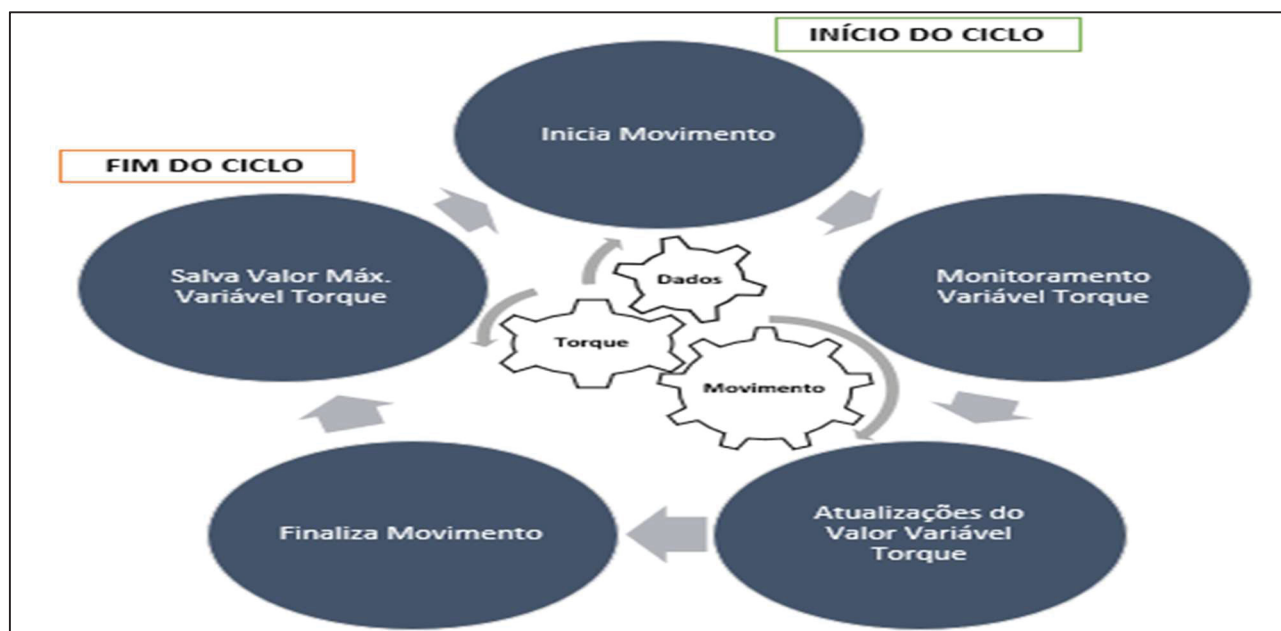 INÍCIO DO CICLO
Inicia Movimento
FIM DO CICLO
Salva Valor Máx.
Variável Torque
Monitoramento
Variável Torque
Dados
Torque
Movimento
Finaliza Movimento
Atualizações do
Valor Variável
Torque